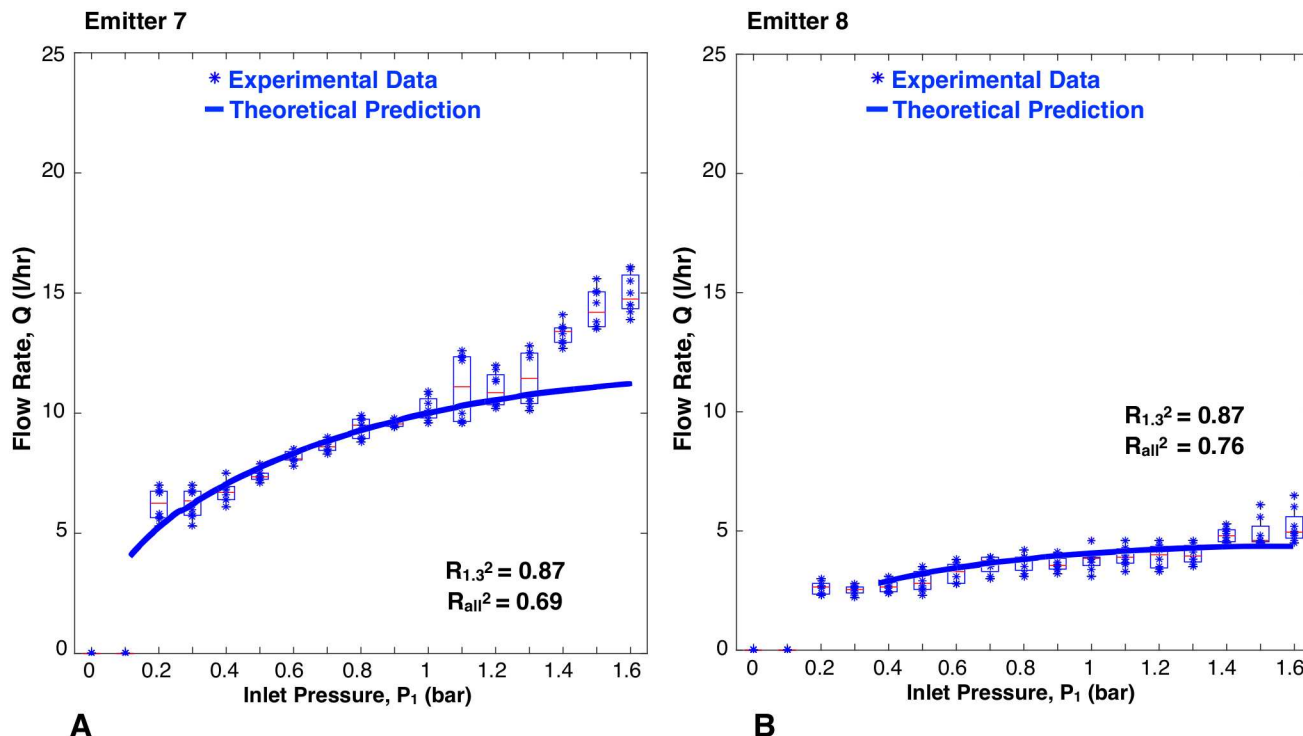 Emitter 7
25
20
15
10
5
0
Flow Rate, Q (l/hr)
Experimental Data
Theoretical Prediction
R₁.₃² = 0.87
Rall² = 0.69
0 0.2 0.4 0.6 0.8 1 1.2 1.4 1.6
Inlet Pressure, P₁ (bar)
A
Emitter 8
25
20
15
10
5
0
Flow Rate, Q (l/hr)
Experimental Data
Theoretical Prediction
R₁.₃² = 0.87
Rall² = 0.76
0 0.2 0.4 0.6 0.8 1 1.2 1.4 1.6
Inlet Pressure, P₁ (bar)
B